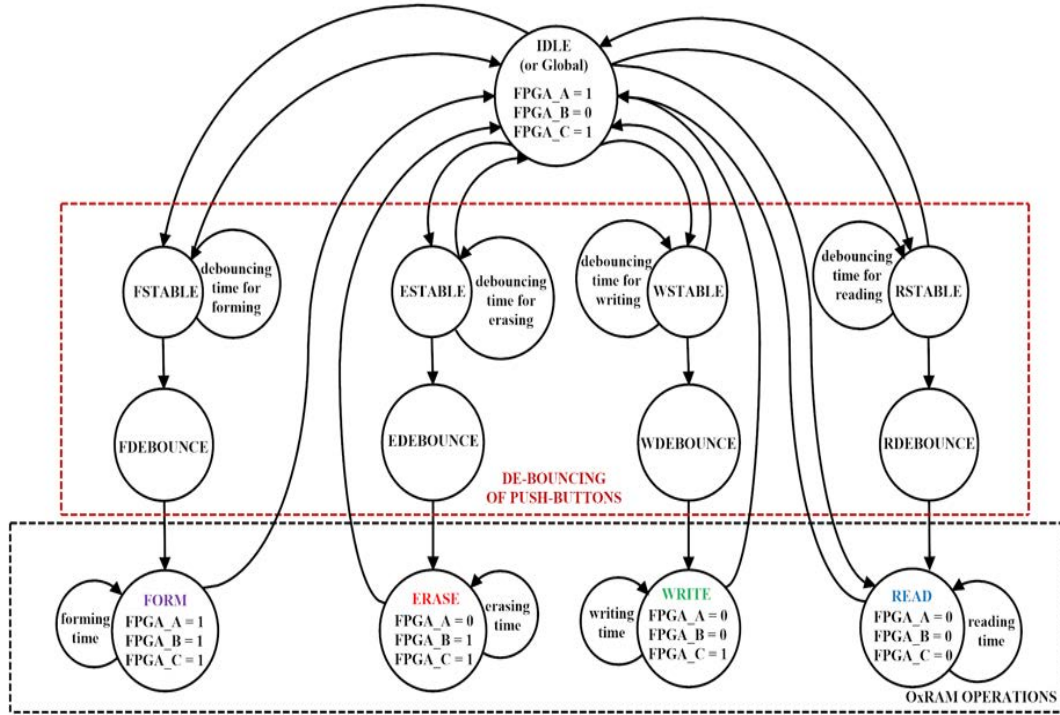 IDLE
(or Global)
FPGA_A = 1
FPGA_B = 0
FPGA_C = 1
FSTABLE
debouncing
time for
forming
ESTABLE
debouncing
time for
erasing
debouncing
time for
writing
WSTABLE
debouncing
time for
reading
RSTABLE
FDEBOUNCE
EDEBOUNCE
WDEBOUNCE
RDEBOUNCE
DE-BOUNCING
OF PUSH-BUTTONS
forming
time
FORM
FPGA_A = 1
FPGA_B = 1
FPGA_C = 1
ERASE
FPGA_A = 0
FPGA_B = 1
FPGA_C = 1
erasing
time
writing
time
WRITE
FPGA_A = 0
FPGA_B = 0
FPGA_C = 1
READ
FPGA_A = 0
FPGA_B = 0
FPGA_C = 0
reading
time
OxRAM OPERATIONS